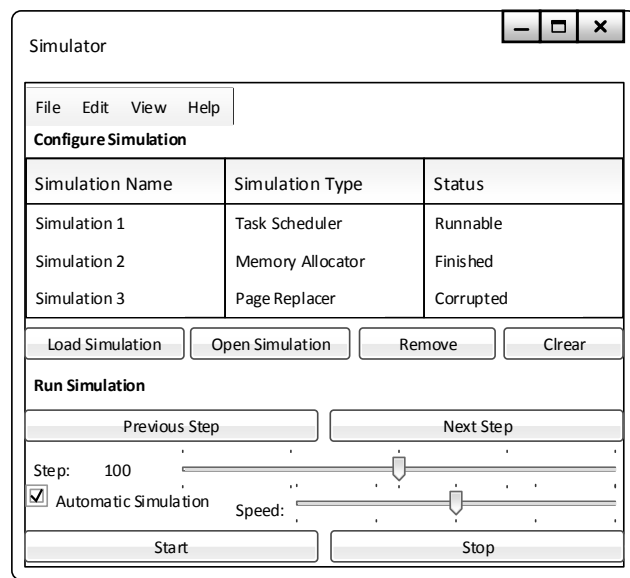 Simulator
File Edit View Help
Configure Simulation
Simulation Name Simulation Type Status
Simulation 1 Task Scheduler Runnable
Simulation 2 Memory Allocator Finished
Simulation 3 Page Replacer Corrupted
Load Simulation Open Simulation Remove Clrear
Run Simulation
Previous Step Next Step
Step: 100
Automatic Simulation Speed:
Start Stop